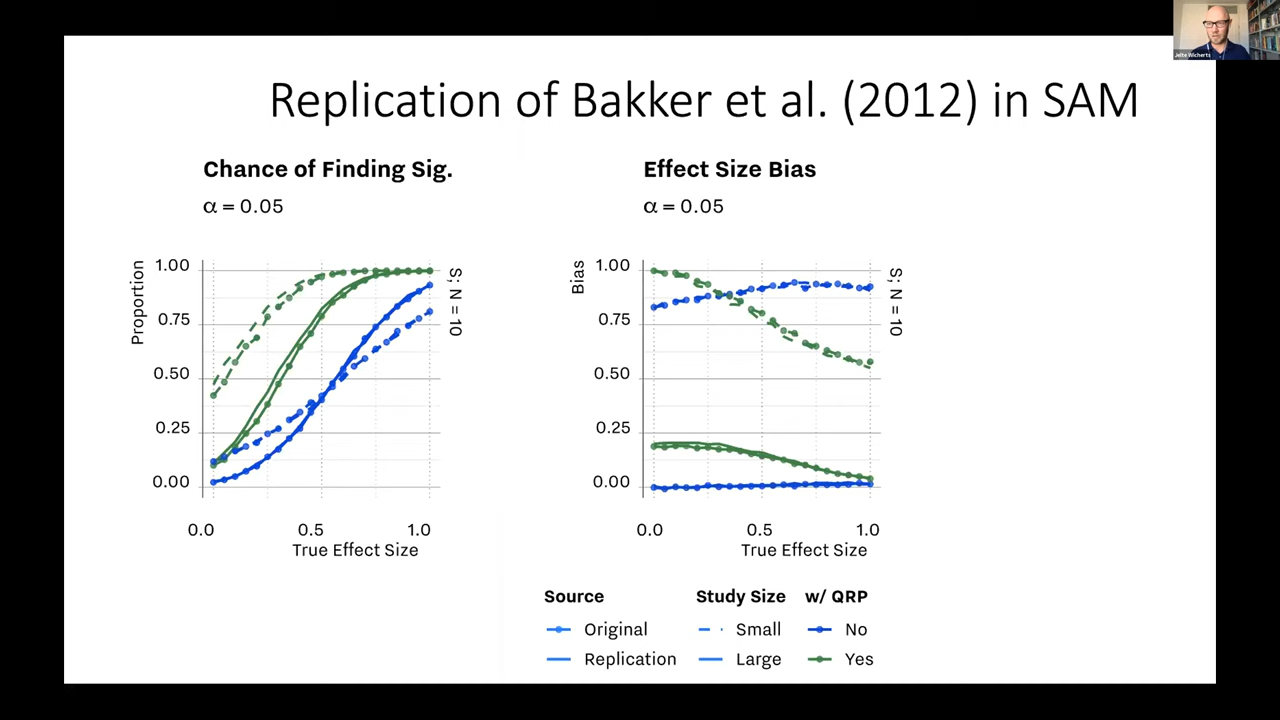 Jelte Wicherts
Replication of Bakker et al. (2012) in SAM
Chance of Finding Sig.
α = 0.05
Proportion
1.00
0.75
0.50
0.25
0.00
0.0 0.5 1.0
True Effect Size
S; N = 10
Effect Size Bias
α = 0.05
Bias
1.00
0.75
0.50
0.25
0.00
0.0 0.5 1.0
True Effect Size
S; N = 10
Source
Original
Replication
Study Size
Small
Large
w/ QRP
No
Yes